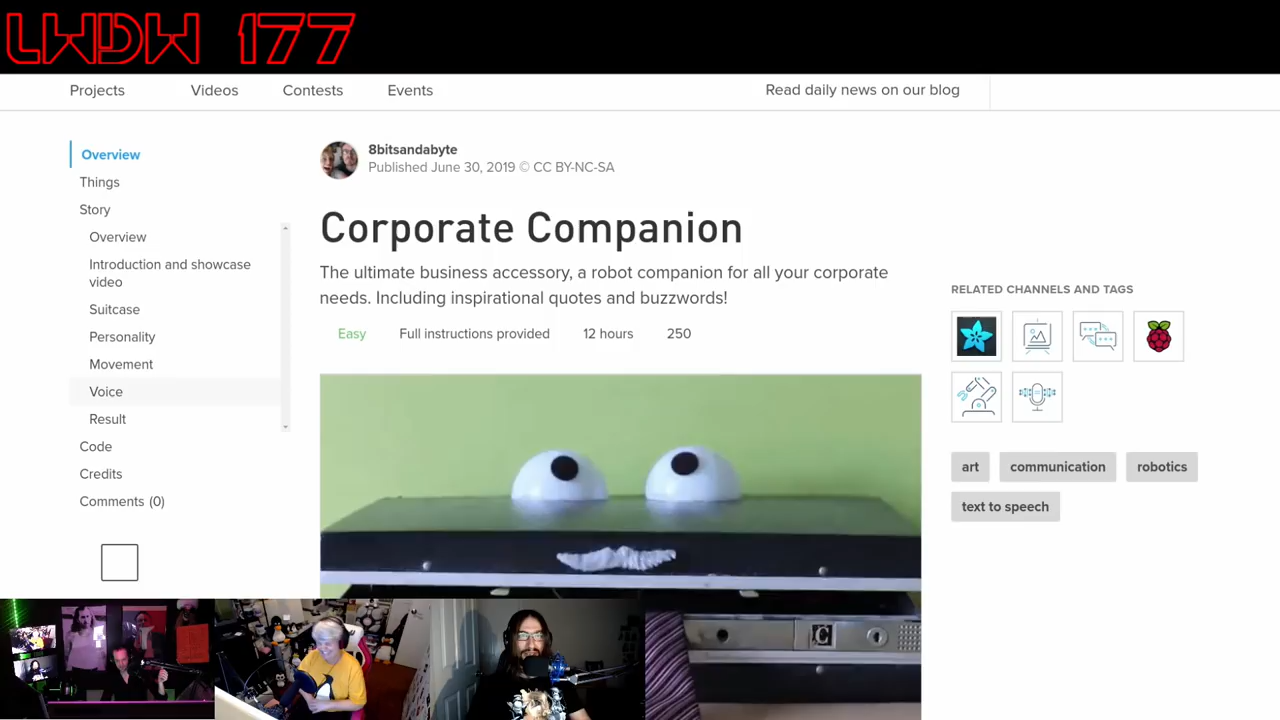 LWDW 177
Projects
Videos
Contests
Events
Read daily news on our blog
Overview
Things
Story
Overview
Introduction and showcase
video
Suitcase
Personality
Movement
Voice
Result
Code
Credits
Comments (0)
8bitsandabyte
Published June 30, 2019 © CC BY-NC-SA
Corporate Companion
The ultimate business accessory, a robot companion for all your corporate
needs. Including inspirational quotes and buzzwords!
Easy
Full instructions provided
12 hours
250
RELATED CHANNELS AND TAGS
art
communication
robotics
text to speech